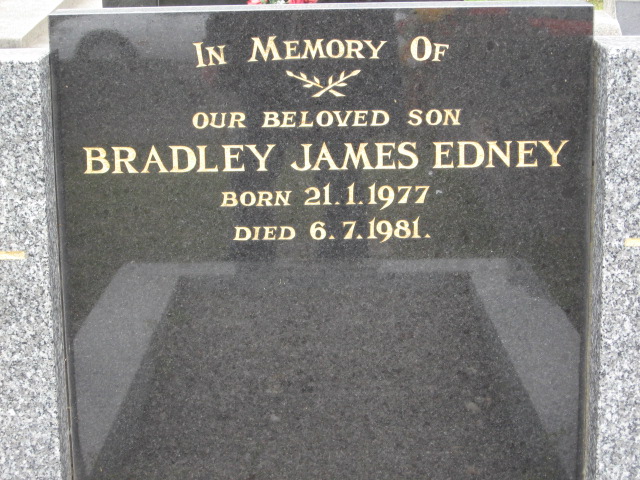 In Memory Of
OUR BELOVED SON
BRADLEY JAMES EDNEY
BORN 21.1.1977
DIED 6.7.1981.